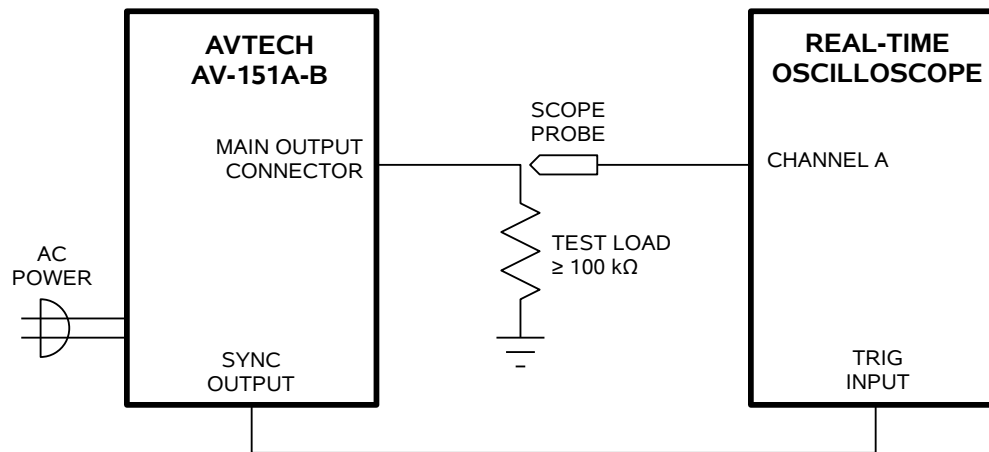 AVTECH
AV-151A-B
REAL-TIME
OSCILLOSCOPE
SCOPE
PROBE
MAIN OUTPUT
CONNECTOR
CHANNEL A
TEST LOAD
≥ 100 kΩ
AC
POWER
SYNC
OUTPUT
TRIG
INPUT